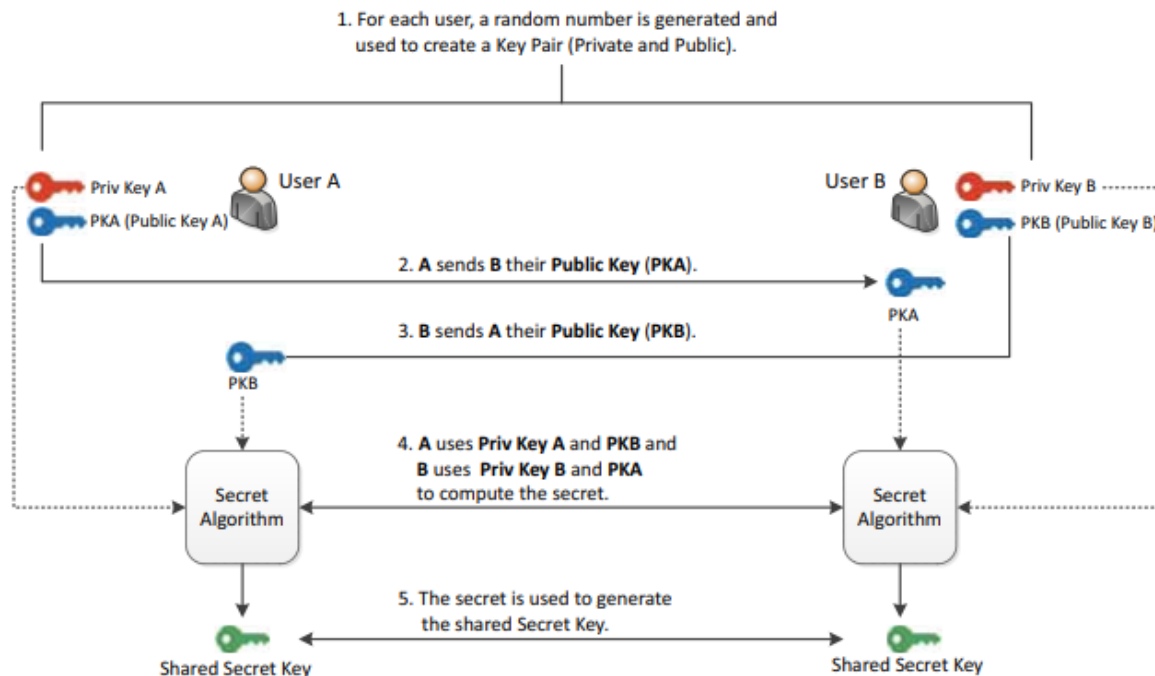 1. For each user, a random number is generated and
used to create a Key Pair (Private and Public).
Priv Key A
User A
User B
Priv Key B
PKA (Public Key A)
PKB (Public Key B)
2. A sends B their Public Key (PKA).
PKA
3. B sends A their Public Key (PKB).
PKB
4. A uses Priv Key A and PKB and
B uses Priv Key B and PKA
to compute the secret.
Secret
Algorithm
Secret
Algorithm
5. The secret is used to generate
the shared Secret Key.
Shared Secret Key
Shared Secret Key